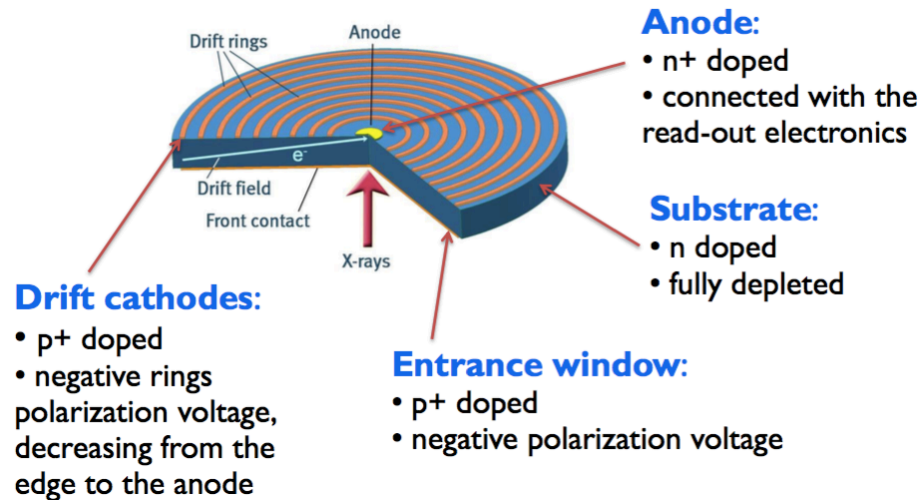 Anode
Drift rings
e⁻
Drift field
Front contact
X-rays
Anode:
• n+ doped
• connected with the
read-out electronics
Substrate:
• n doped
• fully depleted
Drift cathodes:
• p+ doped
• negative rings
polarization voltage,
decreasing from the
edge to the anode
Entrance window:
• p+ doped
• negative polarization voltage